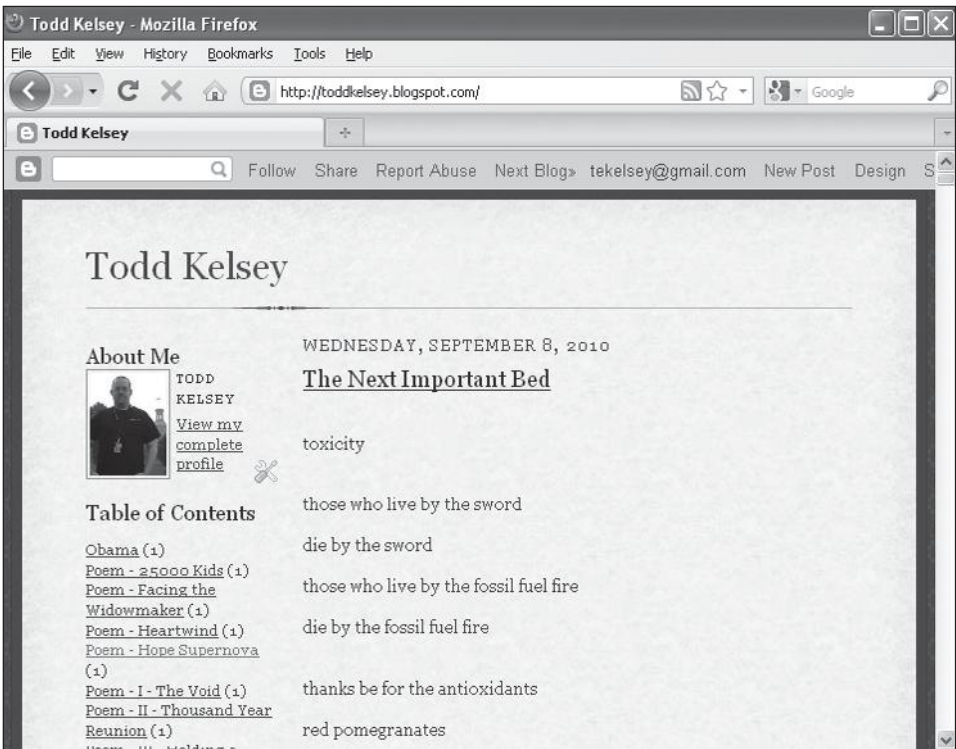 Todd Kelsey - Mozilla Firefox
File Edit View History Bookmarks Tools Help
http://toddkelsey.blogspot.com/
Google
Todd Kelsey
Follow Share Report Abuse Next Blog» tekelsey@gmail.com New Post Design S
Todd Kelsey
About Me
TODD
KELSEY
View my
complete
profile
Table of Contents
Obama (1)
Poem - 25000 Kids (1)
Poem - Facing the
Widowmaker (1)
Poem - Heartwind (1)
Poem - Hope Supernova
(1)
Poem - I - The Void (1)
Poem - II - Thousand Year
Reunion (1)
WEDNESDAY, SEPTEMBER 8, 2010
The Next Important Bed
toxicity
those who live by the sword
die by the sword
those who live by the fossil fuel fire
die by the fossil fuel fire
thanks be for the antioxidants
red pomegranates